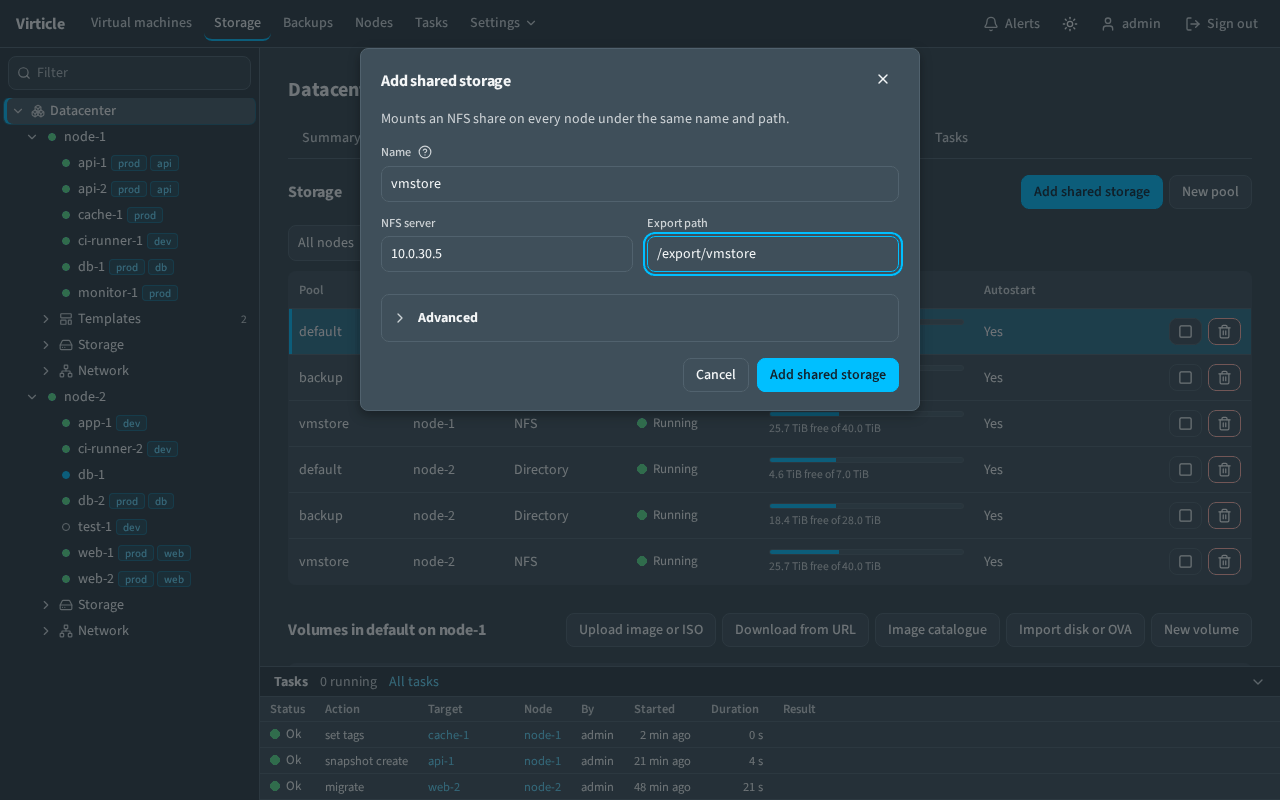 Virticle Virtual machines Storage Backups Nodes Tasks Settings Alerts admin Sign out
Filter
Datacenter
node-1
api-1 prod api
api-2 prod api
cache-1 prod
ci-runner-1 dev
db-1 prod db
monitor-1 prod
Templates 2
Storage
Network
node-2
app-1 dev
ci-runner-2 dev
db-1
db-2 prod db
test-1 dev
web-1 prod web
web-2 prod web
Storage
Network
Summary Tasks
Storage Add shared storage New pool
All nodes
Pool Autostart
default Yes
backup Yes
vmstore node-1 NFS Running 25.7 TiB free of 40.0 TiB Yes
default node-2 Directory Running 4.6 TiB free of 7.0 TiB Yes
backup node-2 Directory Running 18.4 TiB free of 28.0 TiB Yes
vmstore node-2 NFS Running 25.7 TiB free of 40.0 TiB Yes
Volumes in default on node-1 Upload image or ISO Download from URL Image catalogue Import disk or OVA New volume
Add shared storage
Mounts an NFS share on every node under the same name and path.
Name
vmstore
NFS server Export path
10.0.30.5 /export/vmstore
Advanced
Cancel Add shared storage
Tasks 0 running All tasks
Status Action Target Node By Started Duration Result
Ok set tags cache-1 node-1 admin 2 min ago 0 s
Ok snapshot create api-1 node-1 admin 21 min ago 4 s
Ok migrate web-2 node-2 admin 48 min ago 21 s